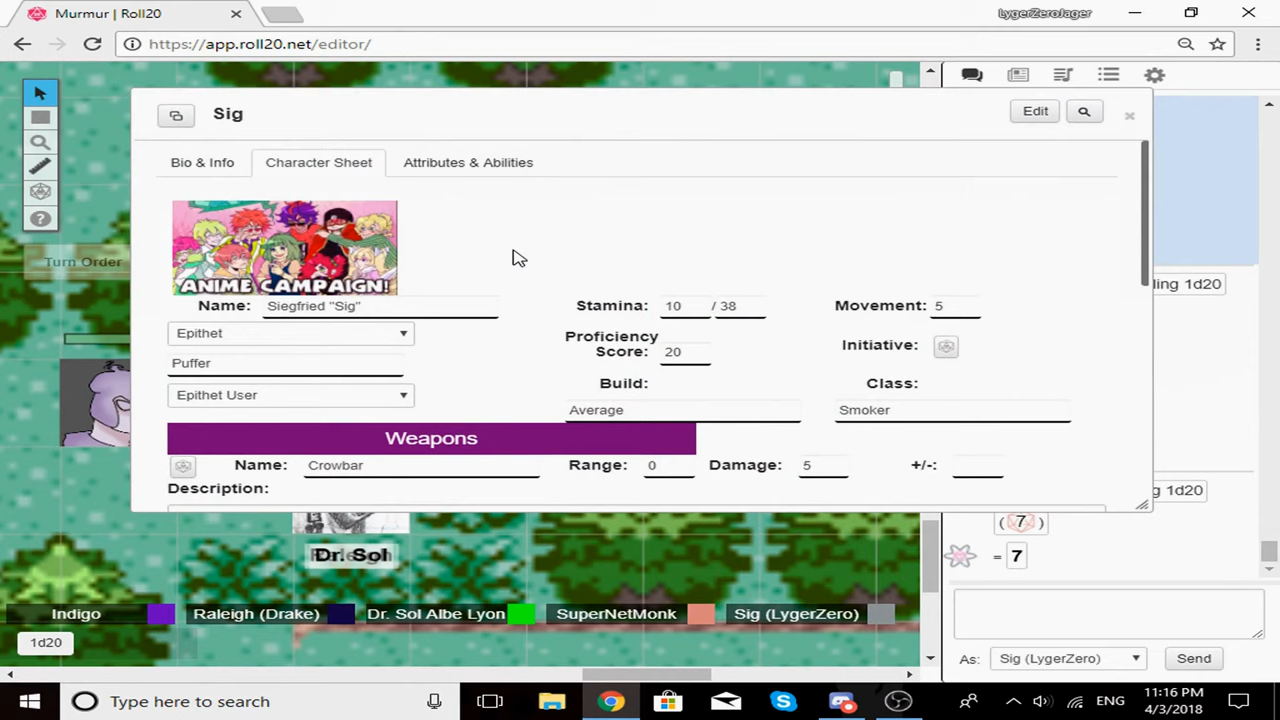 Murmur | Roll20
LygerZeroJager
https://app.roll20.net/editor/
Sig
Edit
Bio & Info
Character Sheet
Attributes & Abilities
ANIME CAMPAIGN!
Name: Siegfried "Sig"
Stamina: 10 / 38
Movement: 5
Epithet
Proficiency
Score: 20
Initiative:
Puffer
Build:
Class:
Epithet User
Average
Smoker
Weapons
Name: Crowbar
Range: 0
Damage: 5
+/-:
Description:
Turn Order
ling 1d20
g 1d20
( 7 )
= 7
Dr. Sol
Indigo
Raleigh (Drake)
Dr. Sol Albe Lyon
SuperNetMonk
Sig (LygerZero)
1d20
As: Sig (LygerZero)
Send
Type here to search
ENG
11:16 PM
4/3/2018